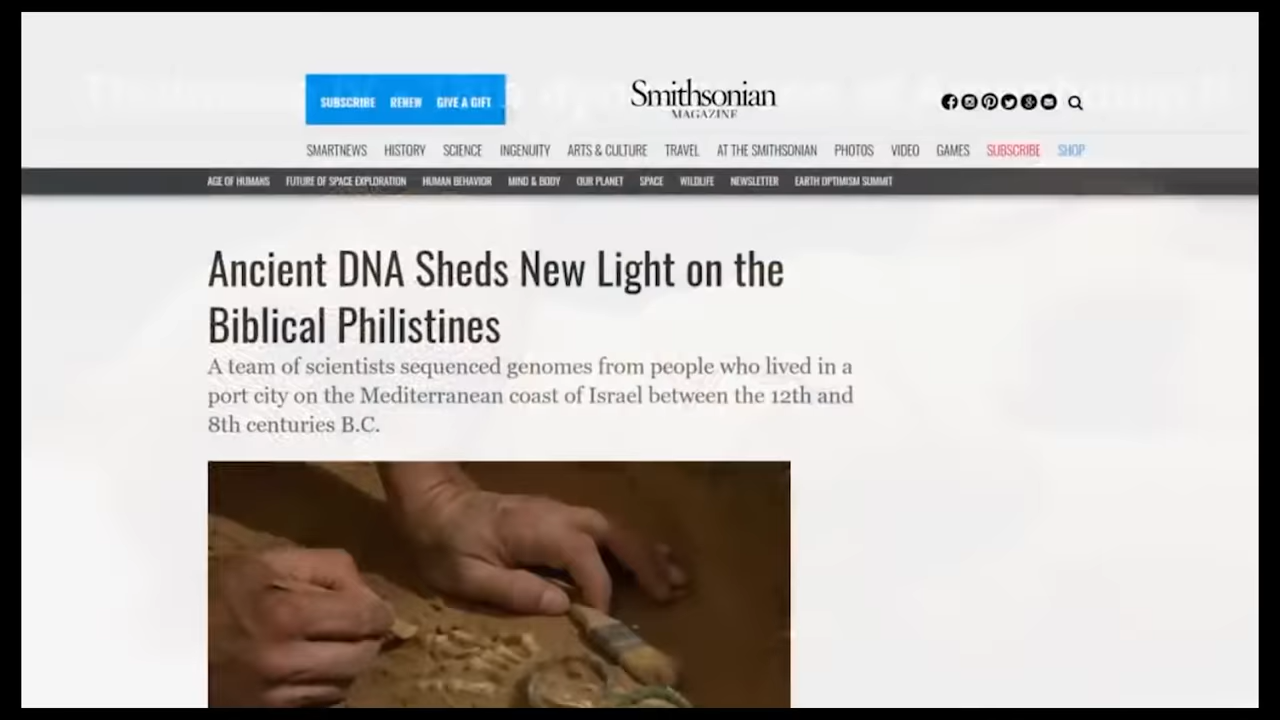 SUBSCRIBE RENEW GIVE A GIFT
Smithsonian
MAGAZINE
SMARTNEWS HISTORY SCIENCE INGENUITY ARTS & CULTURE TRAVEL AT THE SMITHSONIAN PHOTOS VIDEO GAMES SUBSCRIBE SHOP
AGE OF HUMANS FUTURE OF SPACE EXPLORATION HUMAN BEHAVIOR MIND & BODY OUR PLANET SPACE WILDLIFE NEWSLETTER EARTH OPTIMISM SUMMIT
Ancient DNA Sheds New Light on the
Biblical Philistines
A team of scientists sequenced genomes from people who lived in a
port city on the Mediterranean coast of Israel between the 12th and
8th centuries B.C.